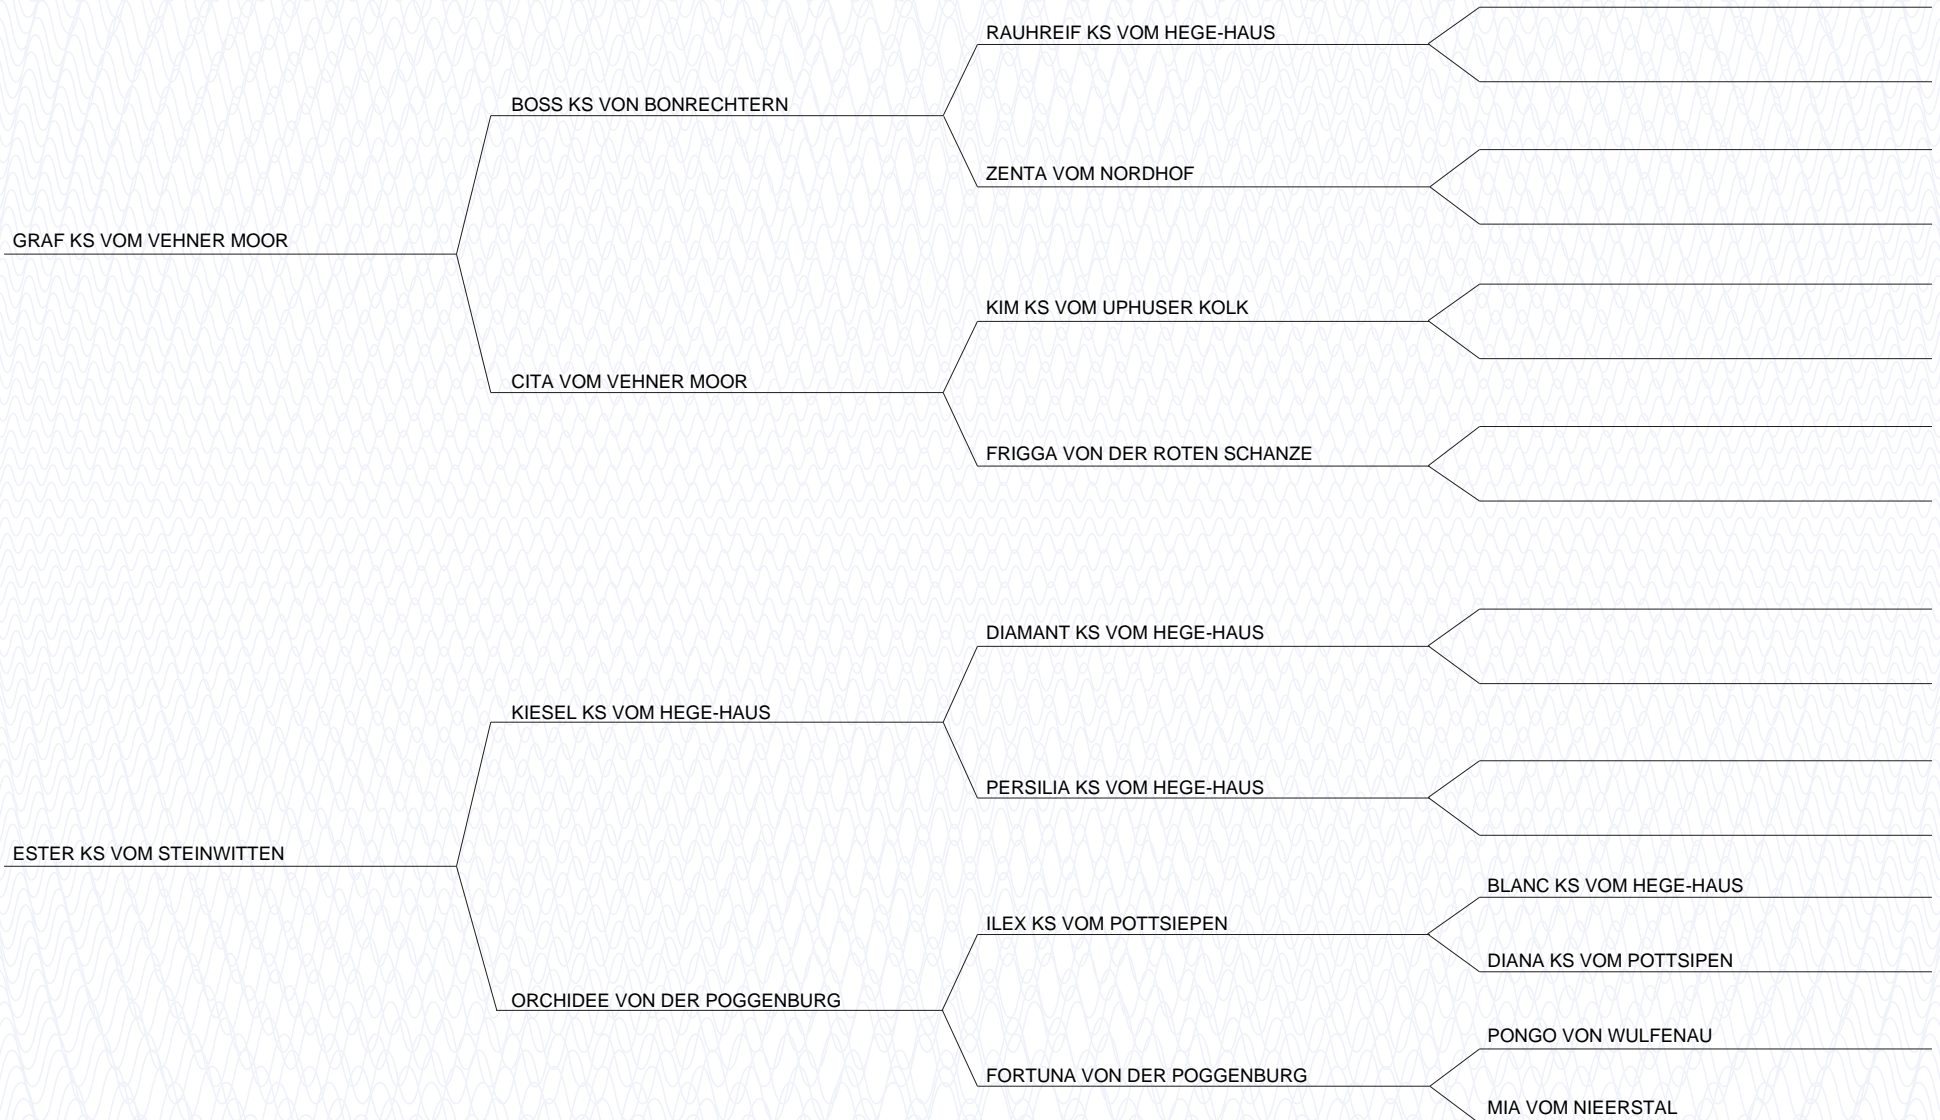 RAUHREIF KS VOM HEGE-HAUS
BOSS KS VON BONRECHTERN
ZENTA VOM NORDHOF
GRAF KS VOM VEHNER MOOR
KIM KS VOM UPHUSER KOLK
CITA VOM VEHNER MOOR
FRIGGA VON DER ROTEN SCHANZE
DIAMANT KS VOM HEGE-HAUS
KIESEL KS VOM HEGE-HAUS
PERSILIA KS VOM HEGE-HAUS
ESTER KS VOM STEINWITTEN
BLANC KS VOM HEGE-HAUS
ILEX KS VOM POTTSIEPEN
DIANA KS VOM POTTSIPEN
ORCHIDEE VON DER POGGENBURG
PONGO VON WULFENAU
FORTUNA VON DER POGGENBURG
MIA VOM NIEERSTAL